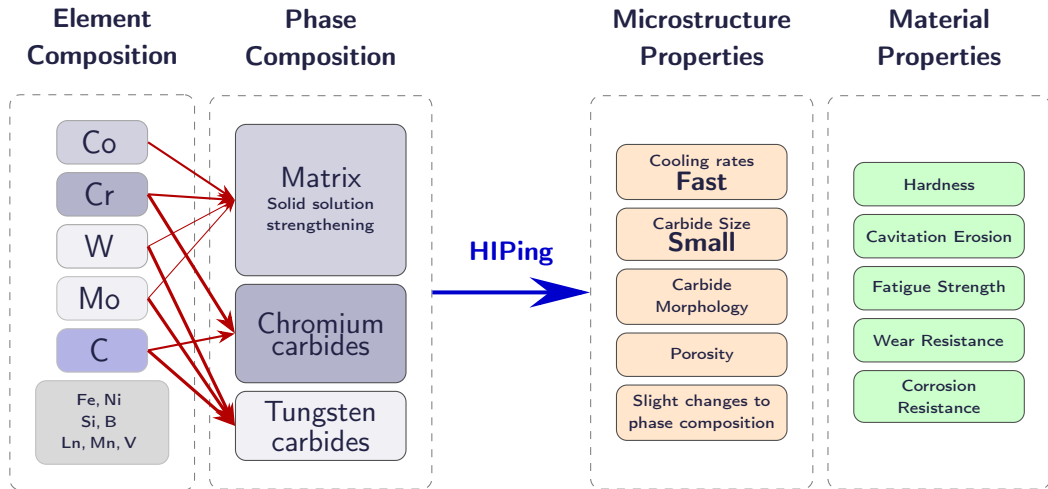 Element
Composition
Phase
Composition
Microstructure
Properties
Material
Properties
Co
Cr
W
Mo
C
Fe, Ni
Si, B
Ln, Mn, V
Matrix
Solid solution
strengthening
Chromium
carbides
Tungsten
carbides
HIPing
Cooling rates
Fast
Carbide Size
Small
Carbide
Morphology
Porosity
Slight changes to
phase composition
Hardness
Cavitation Erosion
Fatigue Strength
Wear Resistance
Corrosion
Resistance